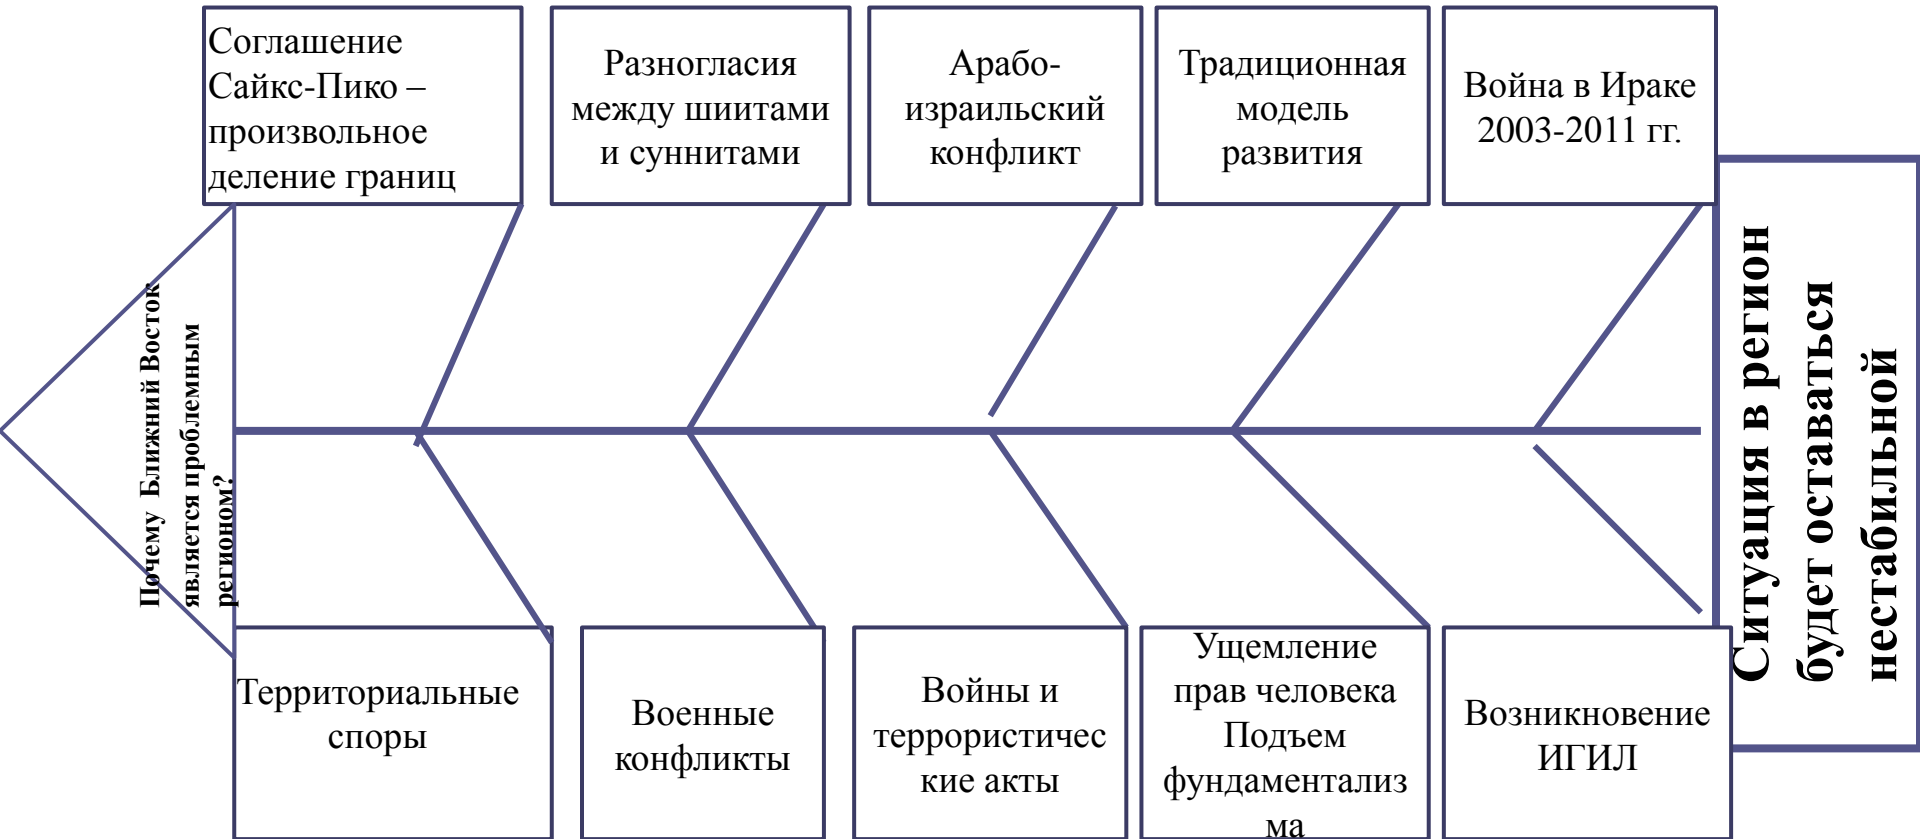 Соглашение
Сайкс-Пико –
произвольное
деление границ
Разногласия
между шиитами
и суннитами
Арабо-
израильский
конфликт
Традиционная
модель
развития
Война в Ираке
2003-2011 гг.
Почему Ближний Восток
является проблемным
регионом?
Ситуация в регион
будет оставаться
нестабильной
Территориальные
споры
Военные
конфликты
Войны и
террористичес
кие акты
Ущемление
прав человека
Подъем
фундаментализ
ма
Возникновение
ИГИЛ